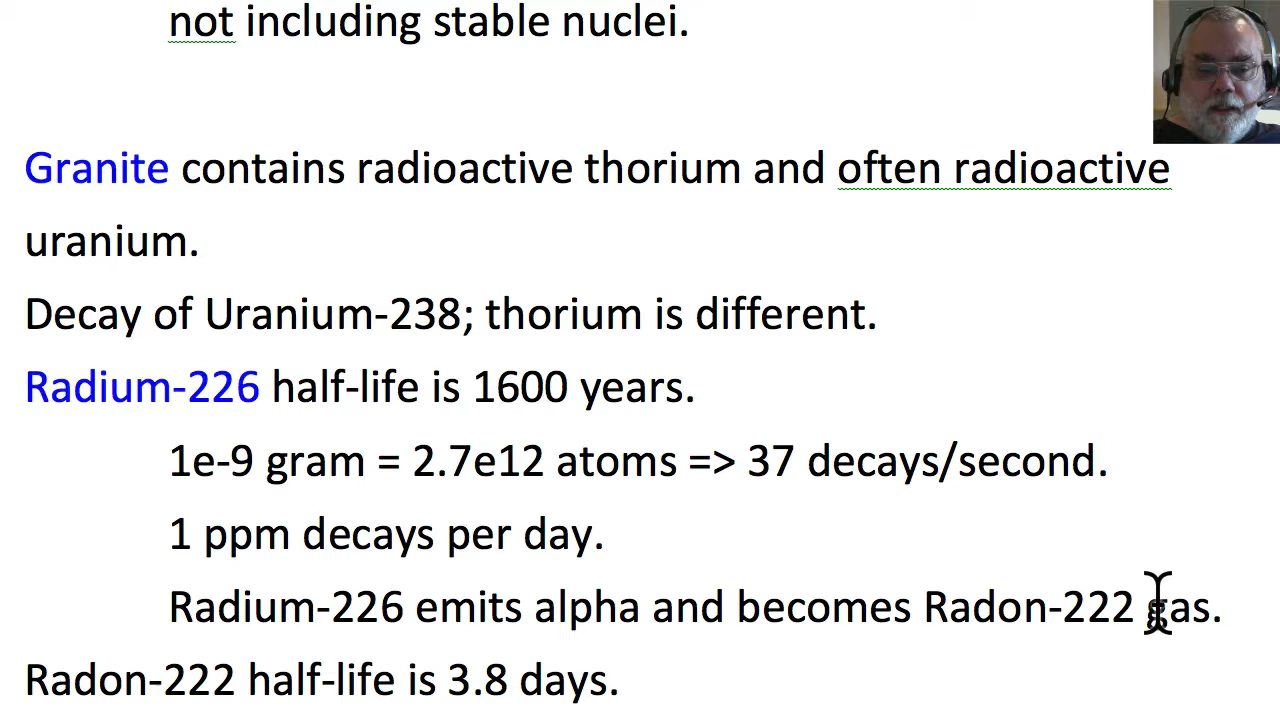 not including stable nuclei.
Granite contains radioactive thorium and often radioactive
uranium.
Decay of Uranium-238; thorium is different.
Radium-226 half-life is 1600 years.
1e-9 gram = 2.7e12 atoms => 37 decays/second.
1 ppm decays per day.
Radium-226 emits alpha and becomes Radon-222 gas.
Radon-222 half-life is 3.8 days.